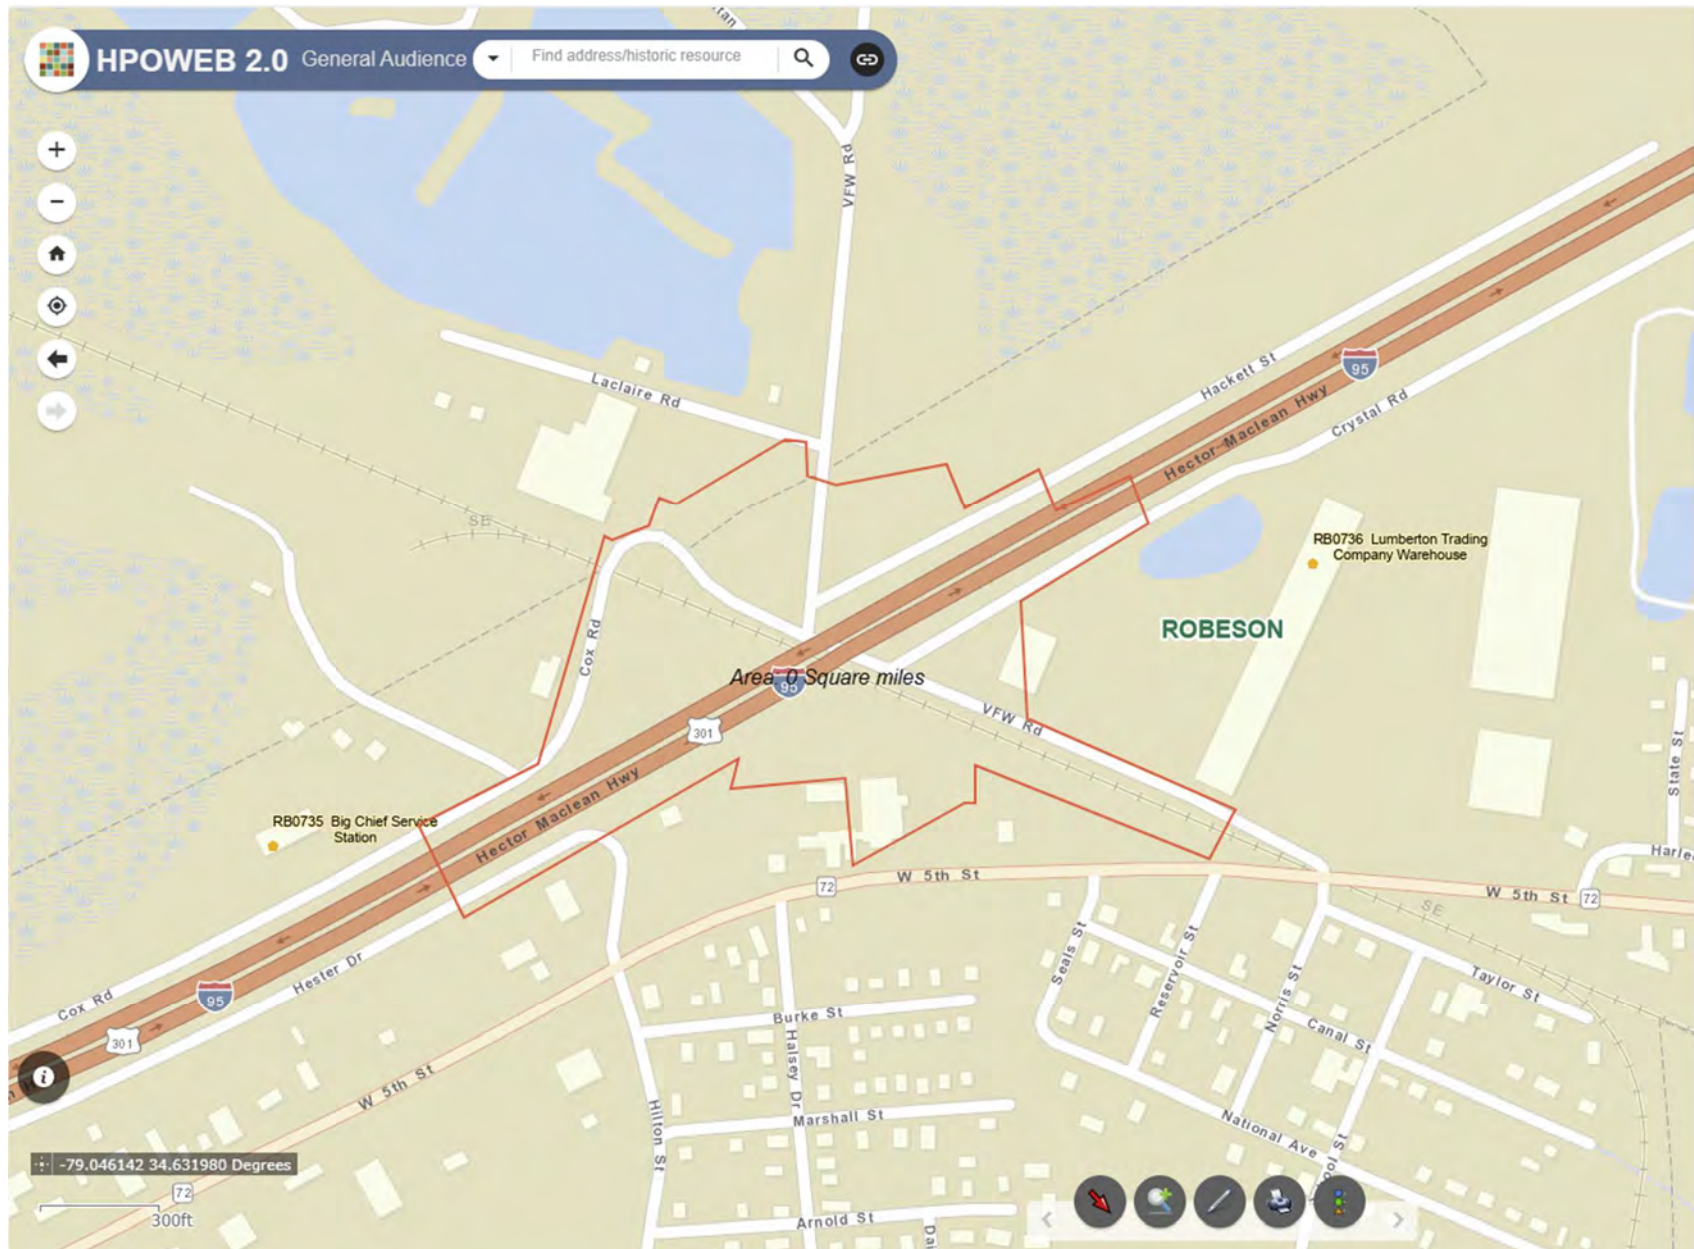 HPOWEB 2.0 General Audience
Find address/historic resource
VFW Rd
Laclaire Rd
Hackett St
95
Hector Maclean Hwy
Crystal Rd
SE
RB0736 Lumberton Trading
Company Warehouse
ROBESON
Cox Rd
Area: 0 Square miles
95
301
VFW Rd
State St
RB0735 Big Chief Service
Station
Hector Maclean Hwy
72
W 5th St
W 5th St
72
SE
Hester Dr
Cox Rd
95
301
Seals St
Reservoir St
Norris St
Taylor St
Canal St
Burke St
Halsey Dr
W 5th St
Hilton St
Marshall St
National Ave
-79.046142 34.631980 Degrees
72
300ft
Arnold St